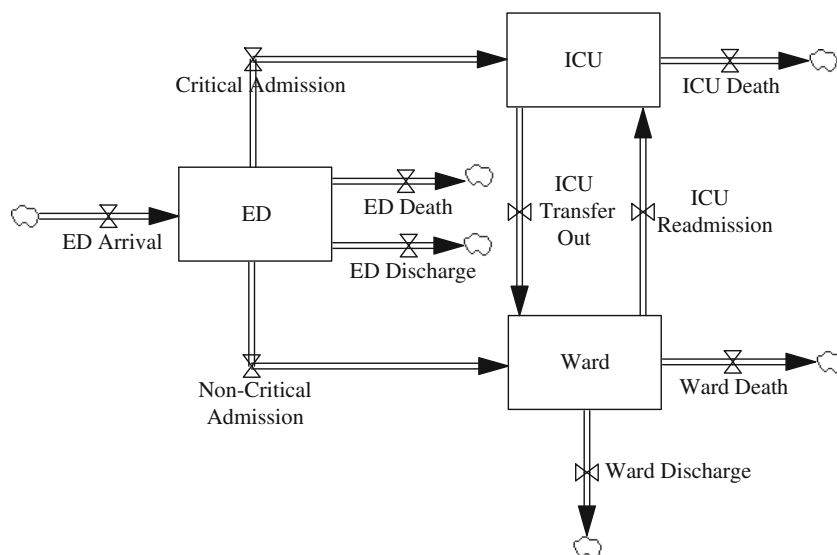 ICU
Critical Admission
ICU Death
ED
ED Death
ED Arrival
ED Discharge
ICU
Transfer
Out
ICU
Readmission
Ward
Non-Critical
Admission
Ward Death
Ward Discharge